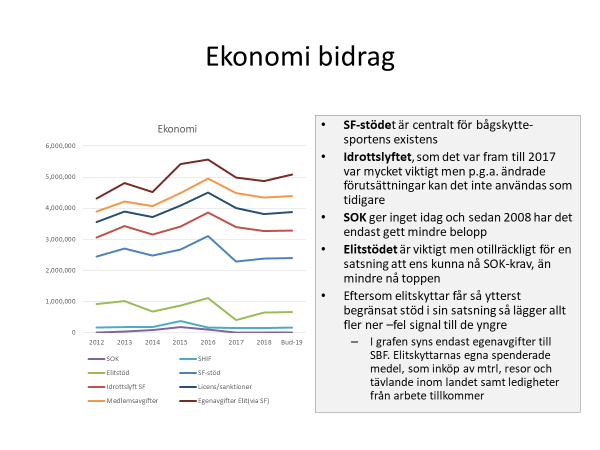 Ekonomi bidrag
Ekonomi
6,000,000
5,000,000
4,000,000
3,000,000
2,000,000
1,000,000
0
2012 2013 2014 2015 2016 2017 2018 Bud-19
SOK SHIF
Elitstöd SF-stöd
Idrottslyft SF Licens/sanktioner
Medlemsavgifter Egenavgifter Elit(via SF)
• SF-stödet är centralt för bågskytte-
sportens existens
• Idrottslyftet, som det var fram till 2017
var mycket viktigt men p.g.a. ändrade
förutsättningar kan det inte användas som
tidigare
• SOK ger inget idag och sedan 2008 har det
endast gett mindre belopp
• Elitstödet är viktigt men otillräckligt för en
satsning att ens kunna nå SOK-krav, än
mindre nå toppen
• Eftersom elitskyttar får så ytterst
begränsat stöd i sin satsning så lägger allt
fler ner –fel signal till de yngre
– I grafen syns endast egenavgifter till
SBF. Elitskyttarnas egna spenderade
medel, som inköp av mtrl, resor och
tävlande inom landet samt ledigheter
från arbete tillkommer